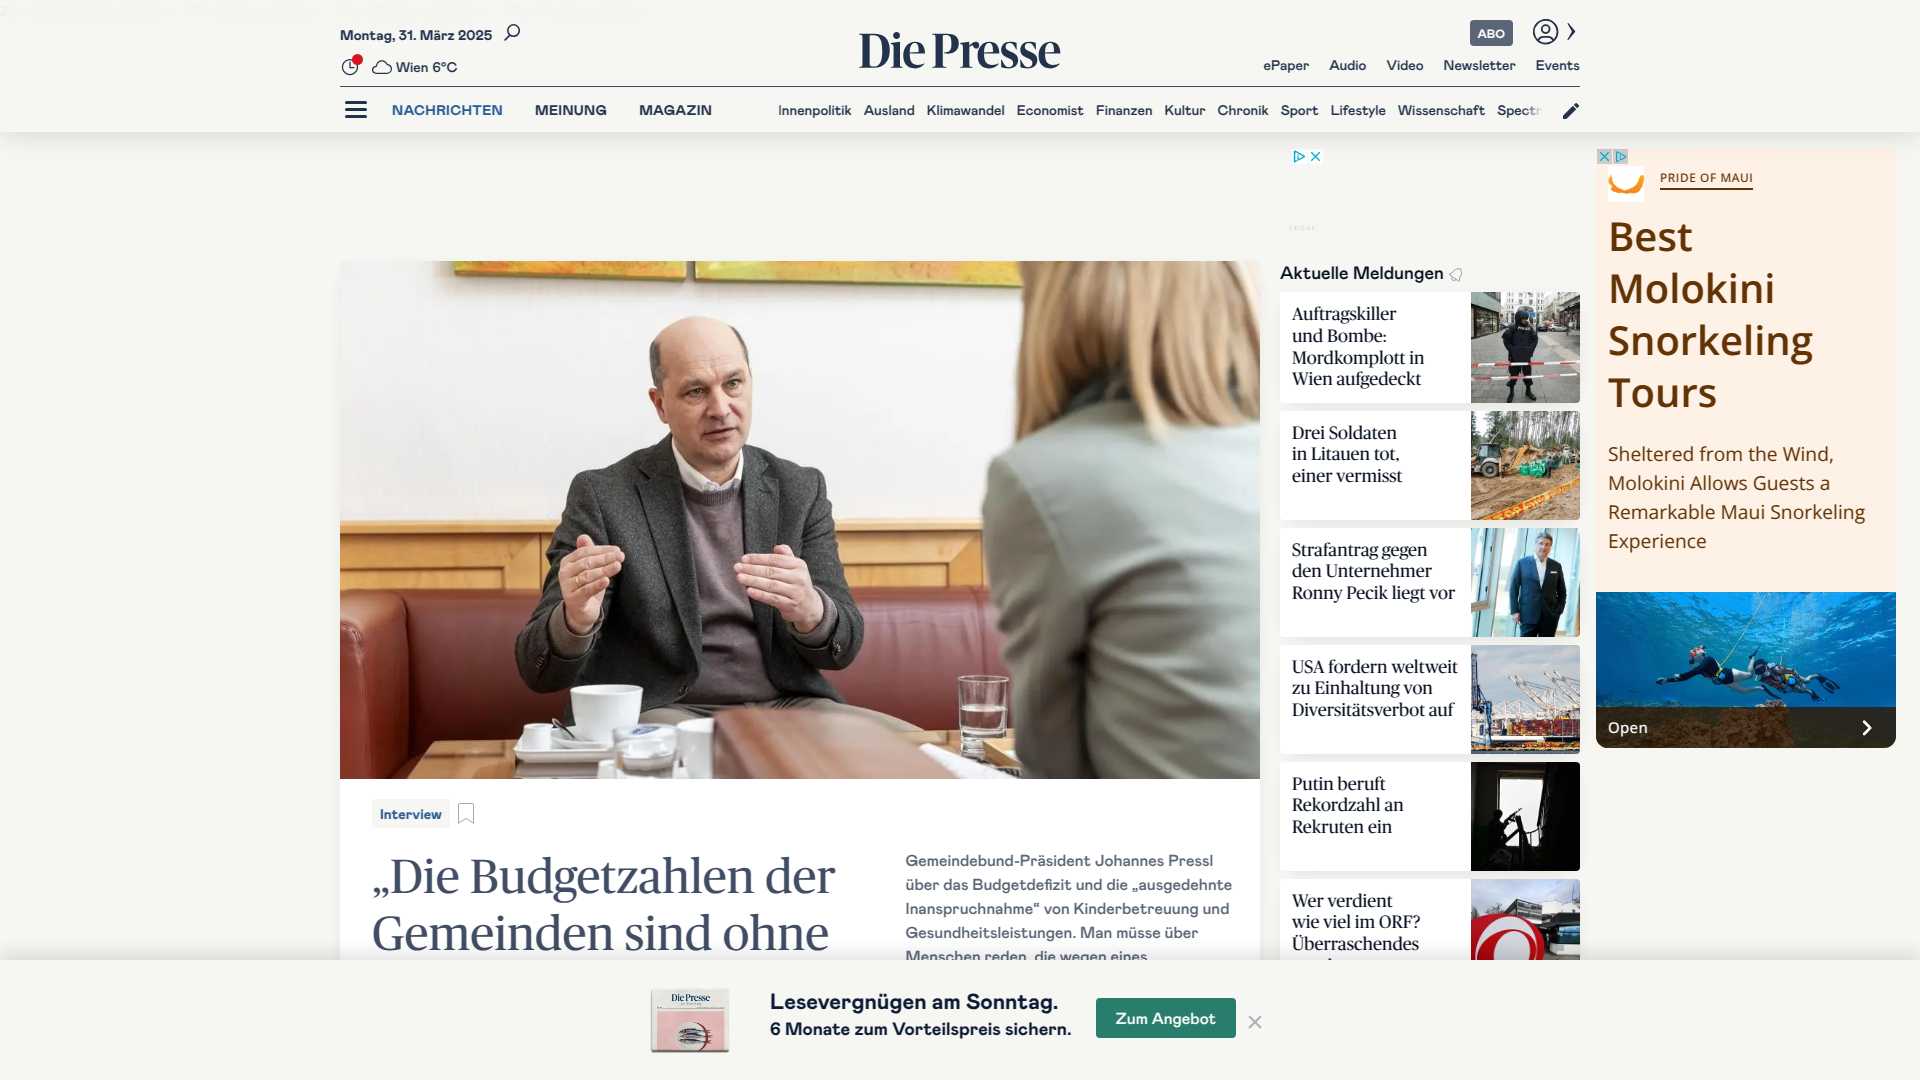 Montag, 31. März 2025
Wien 6°C
Die Presse
ABO
ePaper Audio Video Newsletter Events
NACHRICHTEN MEINUNG MAGAZIN
Innenpolitik Ausland Klimawandel Economist Finanzen Kultur Chronik Sport Lifestyle Wissenschaft Spectr
Interview
„Die Budgetzahlen der
Gemeinden sind ohne
Gemeindebund-Präsident Johannes Pressl
über das Budgetdefizit und die „ausgedehnte
Inanspruchnahme“ von Kinderbetreuung und
Gesundheitsleistungen. Man müsse über
Menschen reden, die wegen eines
Aktuelle Meldungen
Auftragskiller
und Bombe:
Mordkomplott in
Wien aufgedeckt
Drei Soldaten
in Litauen tot,
einer vermisst
Strafantrag gegen
den Unternehmer
Ronny Pecik liegt vor
USA fordern weltweit
zu Einhaltung von
Diversitätsverbot auf
Putin beruft
Rekordzahl an
Rekruten ein
Wer verdient
wie viel im ORF?
Überraschendes
PRIDE OF MAUI
Best
Molokini
Snorkeling
Tours
Sheltered from the Wind,
Molokini Allows Guests a
Remarkable Maui Snorkeling
Experience
Open
Die Presse
Lesevergnügen am Sonntag.
6 Monate zum Vorteilspreis sichern.
Zum Angebot